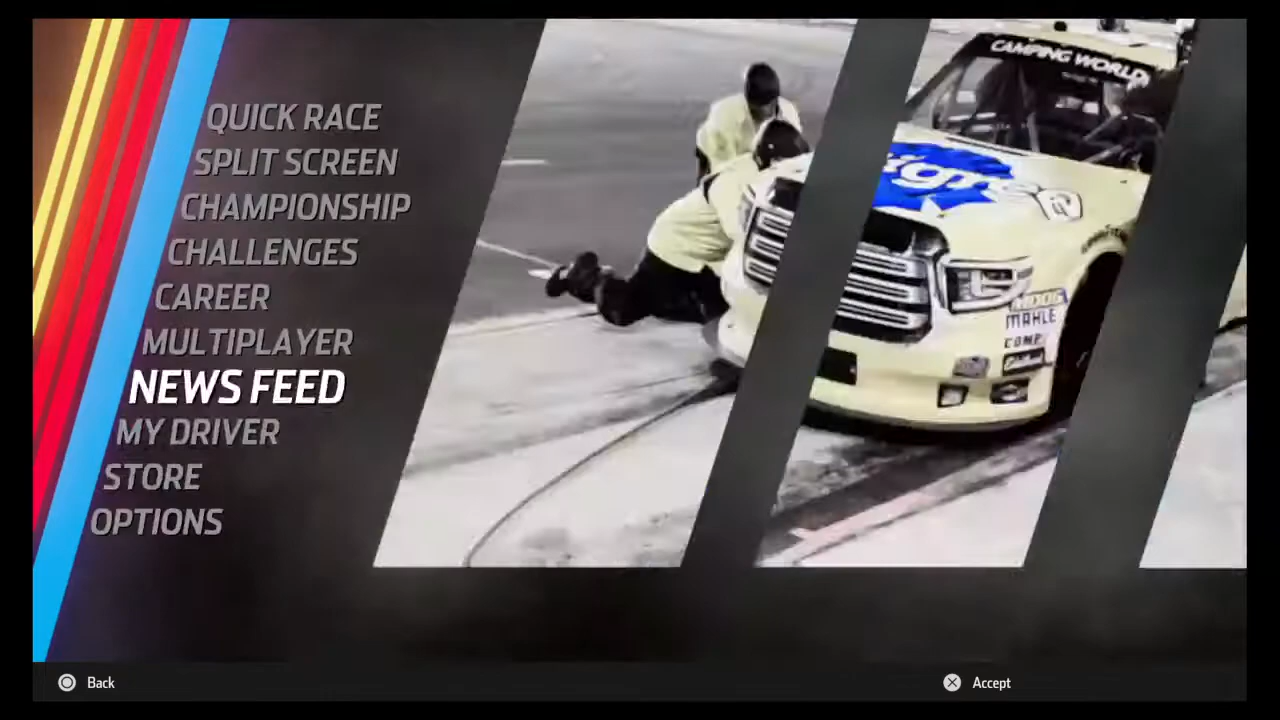 QUICK RACE
SPLIT SCREEN
CHAMPIONSHIP
CHALLENGES
CAREER
MULTIPLAYER
NEWS FEED
MY DRIVER
STORE
OPTIONS
CAMPING WORLD
MOOG
MAHLE
COMP
Back
Accept